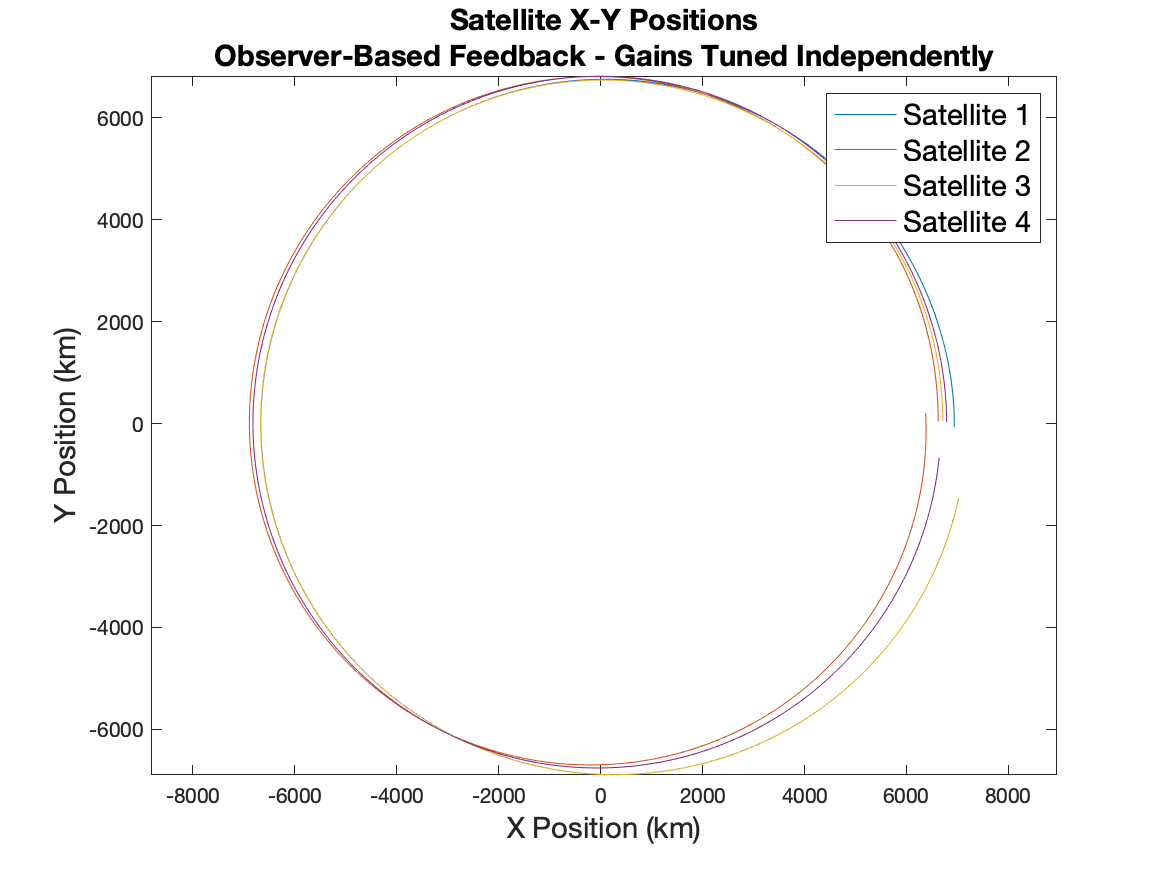 Satellite X-Y Positions
Observer-Based Feedback - Gains Tuned Independently
Satellite 1
Satellite 2
Satellite 3
Satellite 4
6000
4000
2000
0
-2000
-4000
-6000
Y Position (km)
-8000 -6000 -4000 -2000 0 2000 4000 6000 8000
X Position (km)